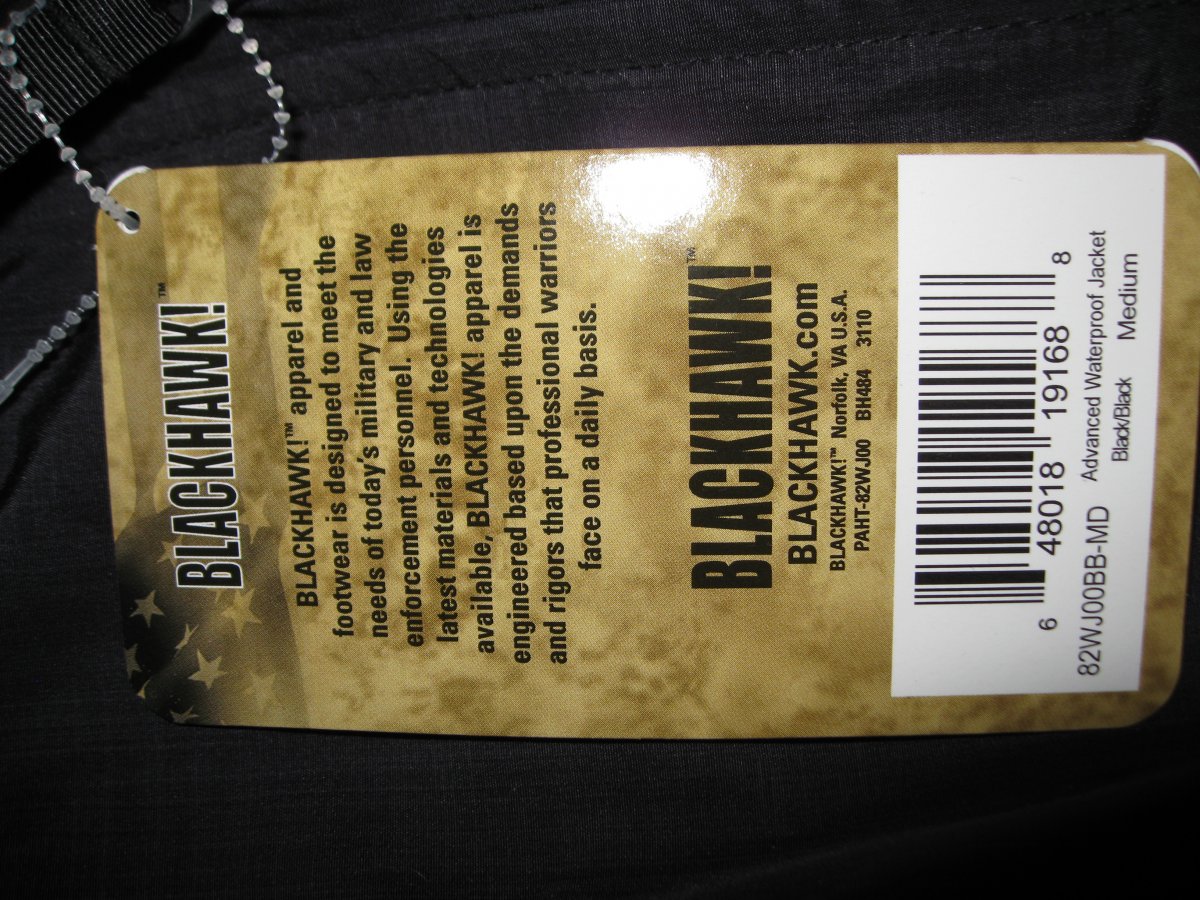 BLACKHAWK!™
BLACKHAWK!™ apparel and
footwear is designed to meet the
needs of today's military and law
enforcement personnel. Using the
latest materials and technologies
available, BLACKHAWK! apparel is
engineered based upon the demands
and rigors that professional warriors
face on a daily basis.
BLACKHAWK!™
BLACKHAWK.com
BLACKHAWK!™ Norfolk, VA U.S.A.
PAHT-82WJ00 BH484 3110
6 48018 19168 8
82WJ00BB-MD Advanced Waterproof Jacket
Black/Black Medium